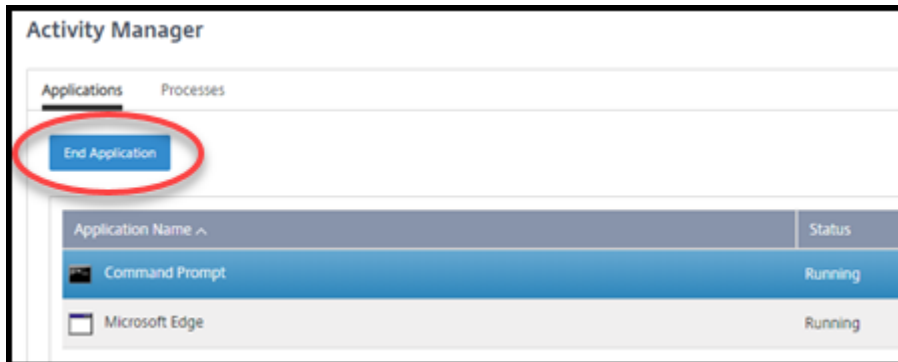 Activity Manager
Applications Processes
End Application
Application Name Status
Command Prompt Running
Microsoft Edge Running